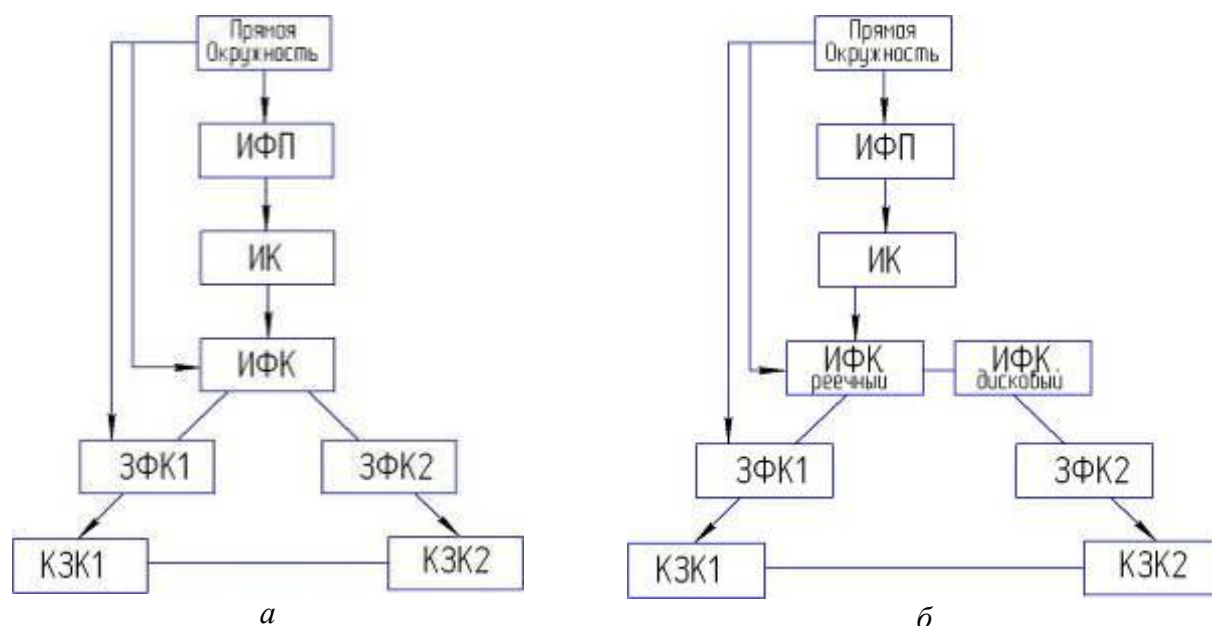 Прямая
Окружность
ИФП
ИК
ИФК
ЗФК1
ЗФК2
КЗК1
КЗК2
а
Прямая
Окружность
ИФП
ИК
ИФК
реечный
ИФК
дисковый
ЗФК1
ЗФК2
КЗК1
КЗК2
б